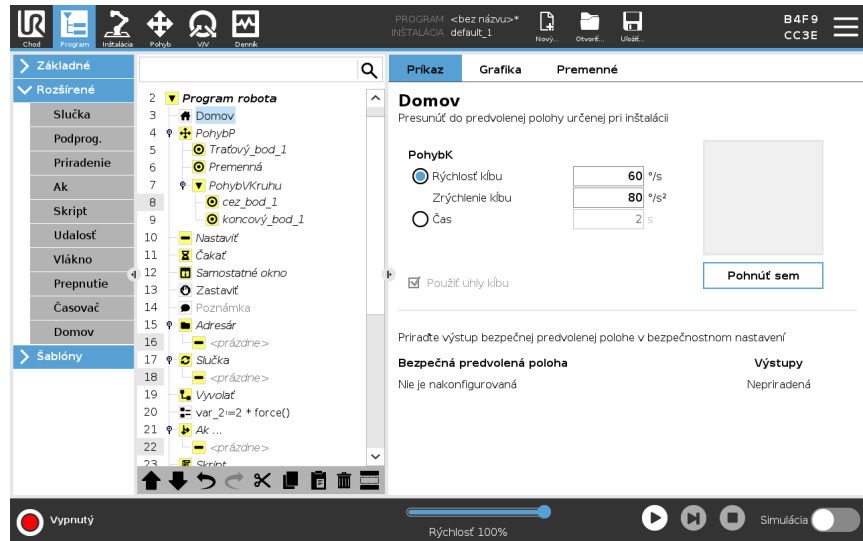 Chod
Program
Inštalácia
Pohyb
V/V
Denník
PROGRAM <bez názvu>*
INŠTALÁCIA default_1
Nový...
Otvoriť...
Uložiť...
B4F9
CC3E
Základné
Rozšírené
Slučka
Podprog.
Priradenie
Ak
Skript
Udalosť
Vlákno
Prepnutie
Časovač
Domov
Šablóny
2 Program robota
3 Domov
4 PohybP
5 Traťový_bod_1
6 Premenná
7 PohybVKruhu
8 cez_bod_1
9 koncový_bod_1
10 Nastaviť
11 Čakať
12 Samostatné okno
13 Zastaviť
14 Poznámka
15 Adresár
16 <prázdne>
17 Slučka
18 <prázdne>
19 Vyvolať
20 var_2≔2 * force()
21 Ak ...
22 <prázdne>
23 Skript
Príkaz Grafika Premenné
Domov
Presunúť do predvolenej polohy určenej pri inštalácii
PohybK
Rýchlosť kĺbu 60 °/s
Zrýchlenie kĺbu 80 °/s²
Čas 2 s
Použiť uhly kĺbu
Pohnúť sem
Priraďte výstup bezpečnej predvolenej polohe v bezpečnostnom nastavení
Bezpečná predvolená poloha Výstupy
Nie je nakonfigurovaná Nepriradená
Vypnutý
Rýchlosť 100%
Simulácia